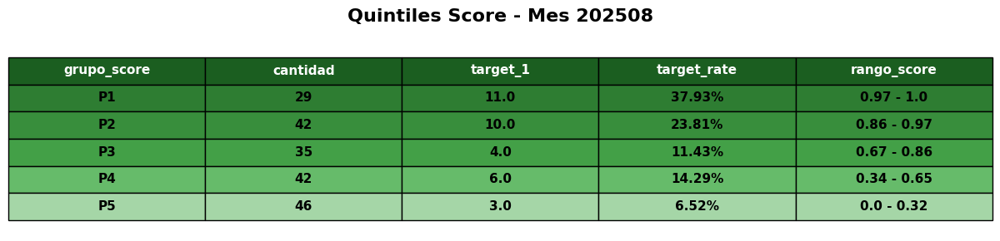 Quintiles Score - Mes 202508
grupo_score cantidad target_1 target_rate rango_score
P1 29 11.0 37.93% 0.97 - 1.0
P2 42 10.0 23.81% 0.86 - 0.97
P3 35 4.0 11.43% 0.67 - 0.86
P4 42 6.0 14.29% 0.34 - 0.65
P5 46 3.0 6.52% 0.0 - 0.32